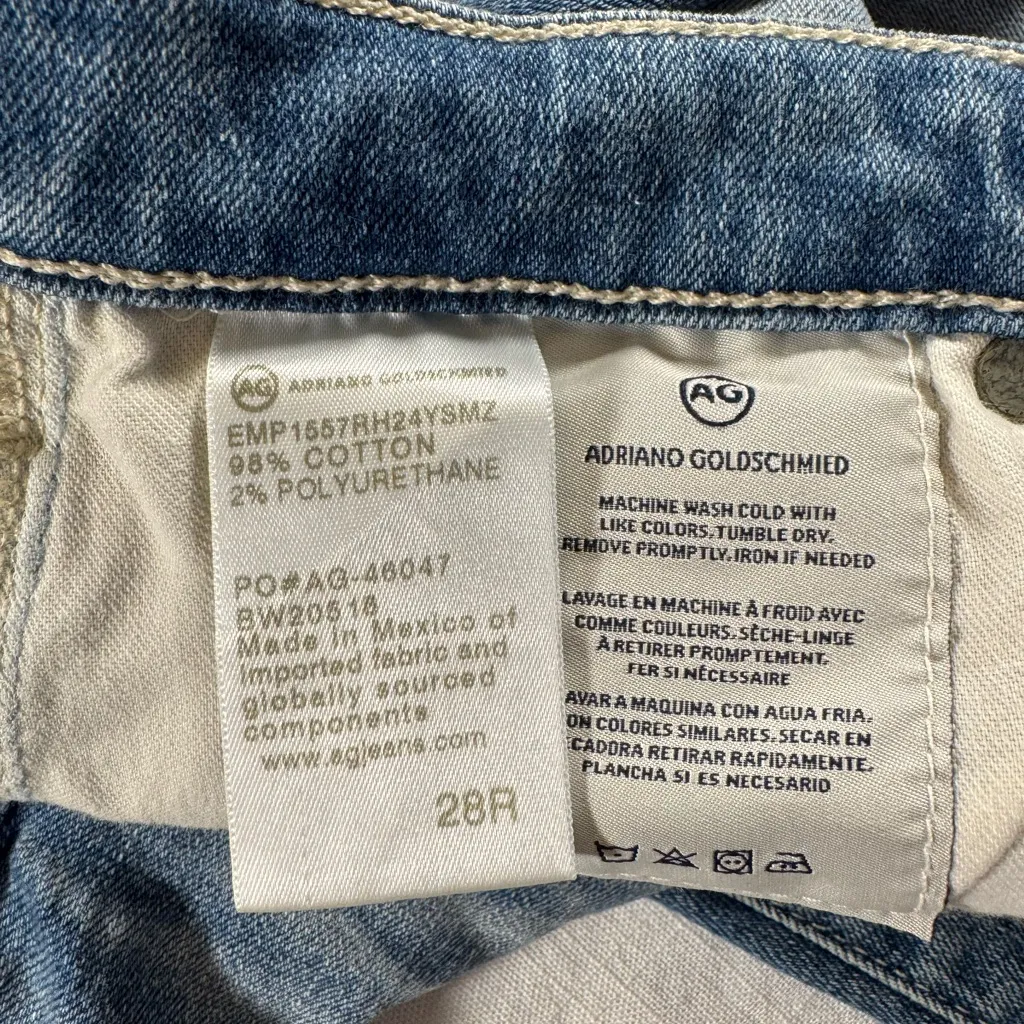 AG ADRIANO GOLDSCHMIED
EMP1557RH24YSMZ
98% COTTON
2% POLYURETHANE
PO#AG-46047
BW20518
Made in Mexico of
imported fabric and
globally sourced
components
www.agjeans.com
28R
AG
ADRIANO GOLDSCHMIED
MACHINE WASH COLD WITH
LIKE COLORS. TUMBLE DRY.
REMOVE PROMPTLY. IRON IF NEEDED
LAVAGE EN MACHINE À FROID AVEC
COMME COULEURS. SÈCHE-LINGE
À RETIRER PROMPTEMENT.
FER SI NÉCESSAIRE
AVAR A MAQUINA CON AGUA FRIA.
ON COLORES SIMILARES. SECAR EN
CADORA RETIRAR RAPIDAMENTE.
PLANCHA SI ES NECESARIO